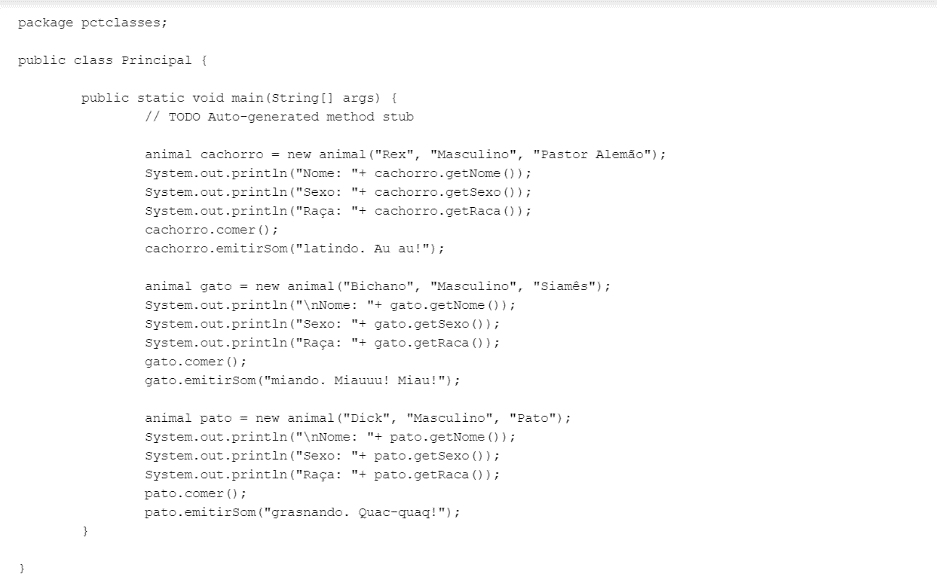 package pctclasses;
public class Principal {
public static void main(String[] args) {
// TODO Auto-generated method stub
animal cachorro = new animal("Rex", "Masculino", "Pastor Alemão");
System.out.println("Nome: "+ cachorro.getNome());
System.out.println("Sexo: "+ cachorro.getSexo());
System.out.println("Raça: "+ cachorro.getRaca());
cachorro.comer();
cachorro.emitirSom("latindo. Au au!");
animal gato = new animal("Bichano", "Masculino", "Siamês");
System.out.println("\nNome: "+ gato.getNome());
System.out.println("Sexo: "+ gato.getSexo());
System.out.println("Raça: "+ gato.getRaca());
gato.comer();
gato.emitirSom("miando. Miauuu! Miau!");
animal pato = new animal("Dick", "Masculino", "Pato");
System.out.println("\nNome: "+ pato.getNome());
System.out.println("Sexo: "+ pato.getSexo());
System.out.println("Raça: "+ pato.getRaca());
pato.comer();
pato.emitirSom("grasnando. Quac-quaq!");
}
}